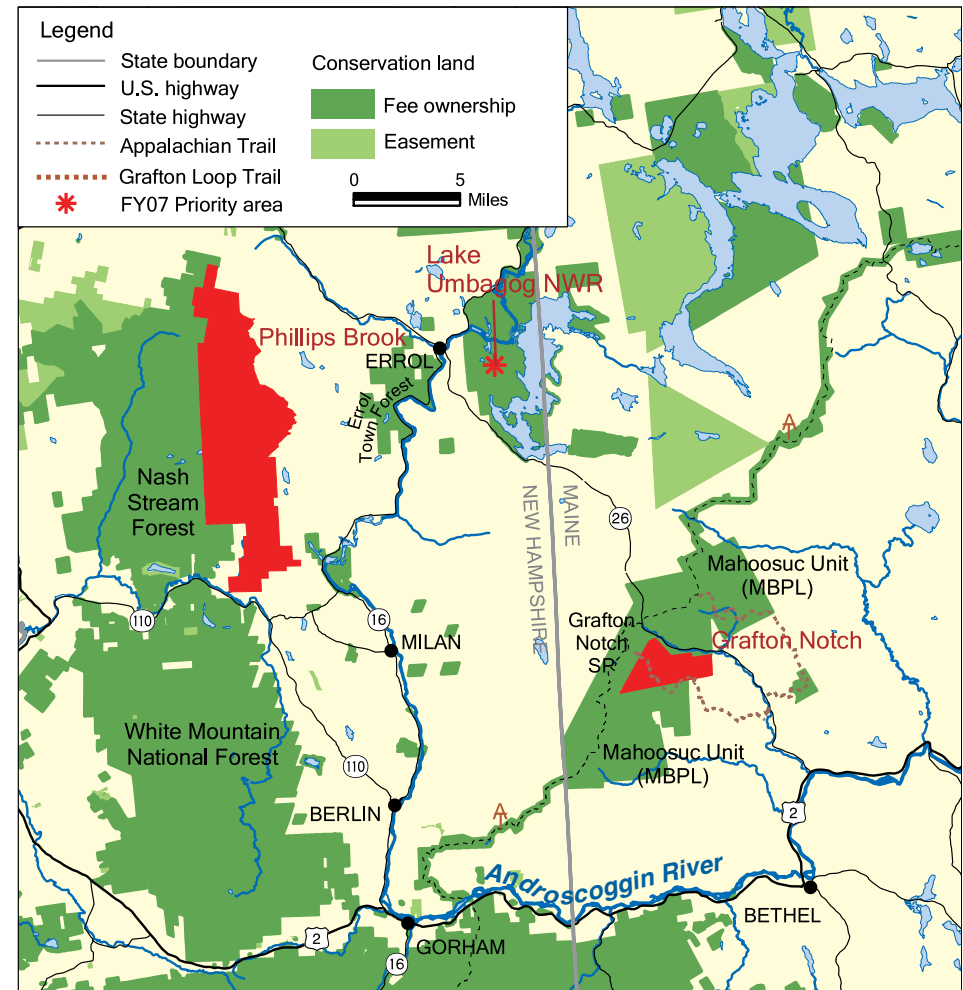 Legend
State boundary
U.S. highway
State highway
Appalachian Trail
Grafton Loop Trail
FY07 Priority area
Conservation land
Fee ownership
Easement
0 5
Miles
Lake
Umbagog NWR
Phillips Brook
ERROL
Errol
Town Forest
Nash
Stream
Forest
MAINE
NEW HAMPSHIRE
26
Mahoosuc Unit
(MBPL)
Grafton
Notch
SP
Grafton Notch
110
16
MILAN
White Mountain
National Forest
Mahoosuc Unit
(MBPL)
110
BERLIN
2
Androscoggin River
BETHEL
2
GORHAM
16